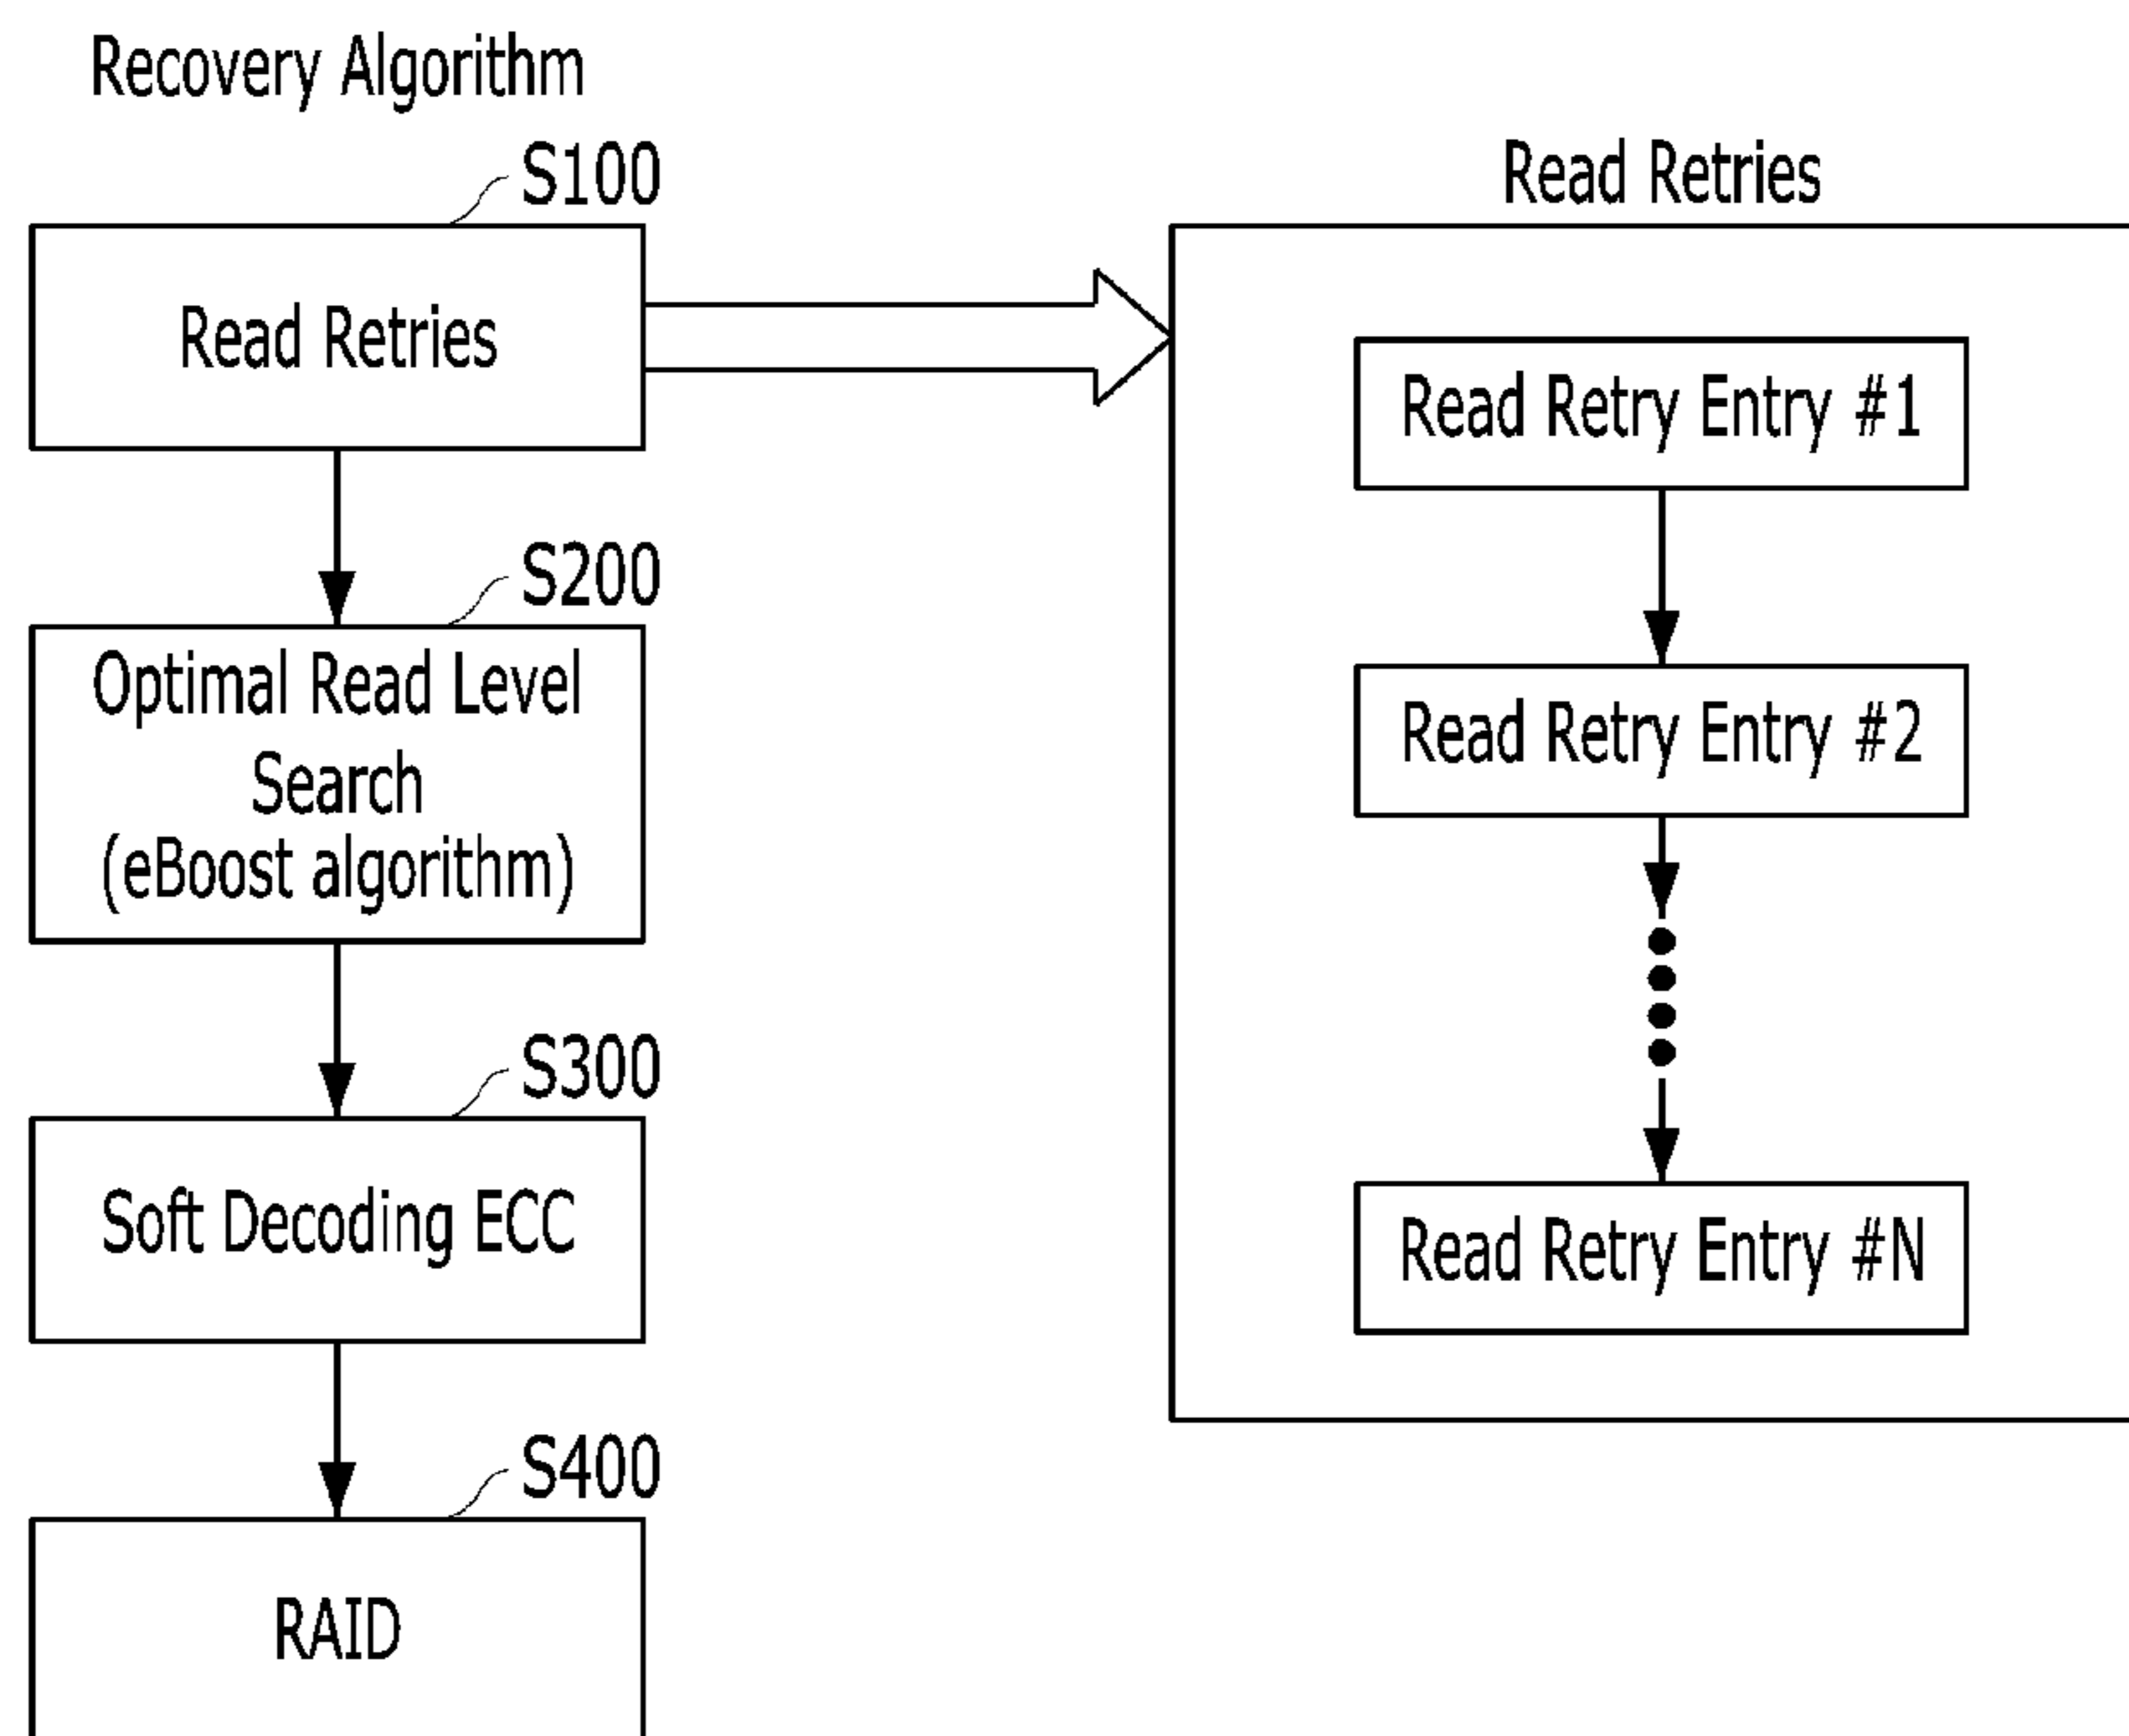 Recovery Algorithm
S100
Read Retries
S200
Optimal Read Level
Search
(eBoost algorithm)
S300
Soft Decoding ECC
S400
RAID
Read Retries
Read Retry Entry #1
Read Retry Entry #2
Read Retry Entry #N